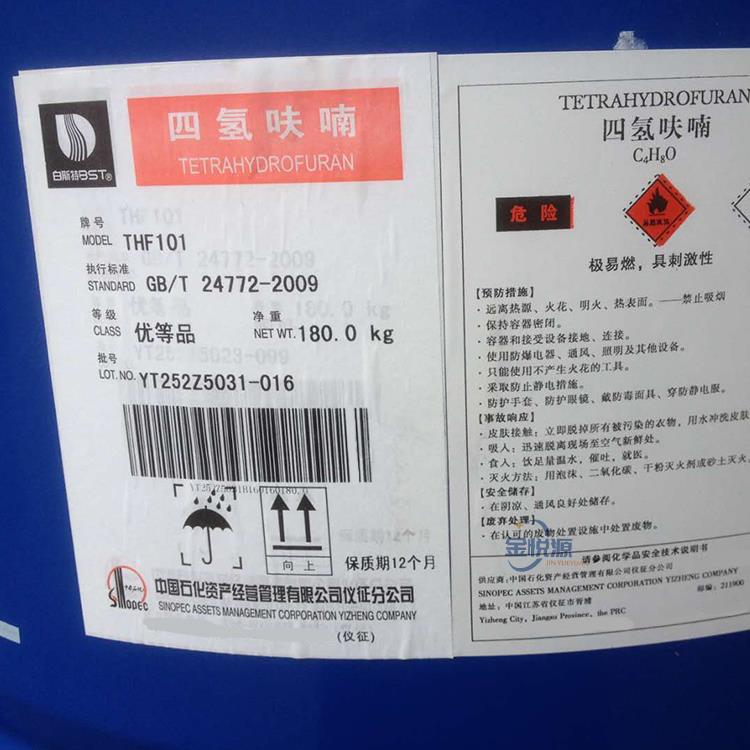 白斯特BST®
四氢呋喃
TETRAHYDROFURAN
牌号
MODEL THF101
执行标准
STANDARD GB/T 24772-2009
等级
CLASS 优等品
净重
NET WT. 180.0 kg
批号
LOT.NO. YT252Z5031-016
向上
保质期12个月
SINOPEC
中国石化资产经营管理有限公司仪征分公司
SINOPEC ASSETS MANAGEMENT CORPORATION YIZHENG COMPANY
(仪征)
TETRAHYDROFURAN
四氢呋喃
C₄H₈O
危险
易燃液体
极易燃，具刺激性
【预防措施】
·远离热源、火花、明火、热表面。——禁止吸烟
·保持容器密闭。
·容器和接受设备接地、连接。
·使用防爆电器、通风、照明及其他设备。
·只能使用不产生火花的工具。
·采取防止静电措施。
·防护手套、防护眼镜、戴防毒面具、穿防静电服。
【事故响应】
·皮肤接触：立即脱掉所有被污染的衣物，用水冲洗皮肤
·吸入：迅速脱离现场至空气新鲜处。
·食入：饮足量温水，催吐，就医。
·灭火方法：用泡沫、二氧化碳、干粉灭火剂或砂土灭火
【安全储存】
·在阴凉、通风良好处储存。
【废弃处理】
·在认可的废物处置设施中处置废物。
金悦源
JIN YUEYUAN
请参阅化学品安全技术说明书
供应商：中国石化资产经营管理有限公司仪征分公司
SINOPEC ASSETS MANAGEMENT CORPORATION YIZHENG COMPANY
地址：中国江苏省仪征市胥浦
邮编：211900
Yizheng City, Jiangsu Province, the PRC